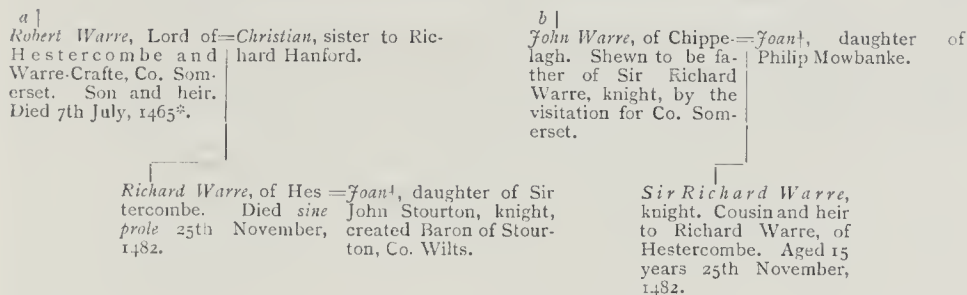 a
Robert Warre, Lord of=
Hestercombe and
Warre-Crafte, Co. Som-
erset. Son and heir.
Died 7th July, 1465*.
Christian, sister to Ric-
hard Hanford.
b
John Warre, of Chippe-=
lagh. Shewn to be fa-
ther of Sir Richard
Warre, knight, by the
visitation for Co. Som-
erset.
Joan†, daughter of
Philip Mowbanke.
Richard Warre, of Hes=
tercombe. Died sine
prole 25th November,
1482.
Joan‡, daughter of Sir
John Stourton, knight,
created Baron of Stour-
ton, Co. Wilts.
Sir Richard Warre,
knight. Cousin and heir
to Richard Warre, of
Hestercombe. Aged 15
years 25th November,
1482.